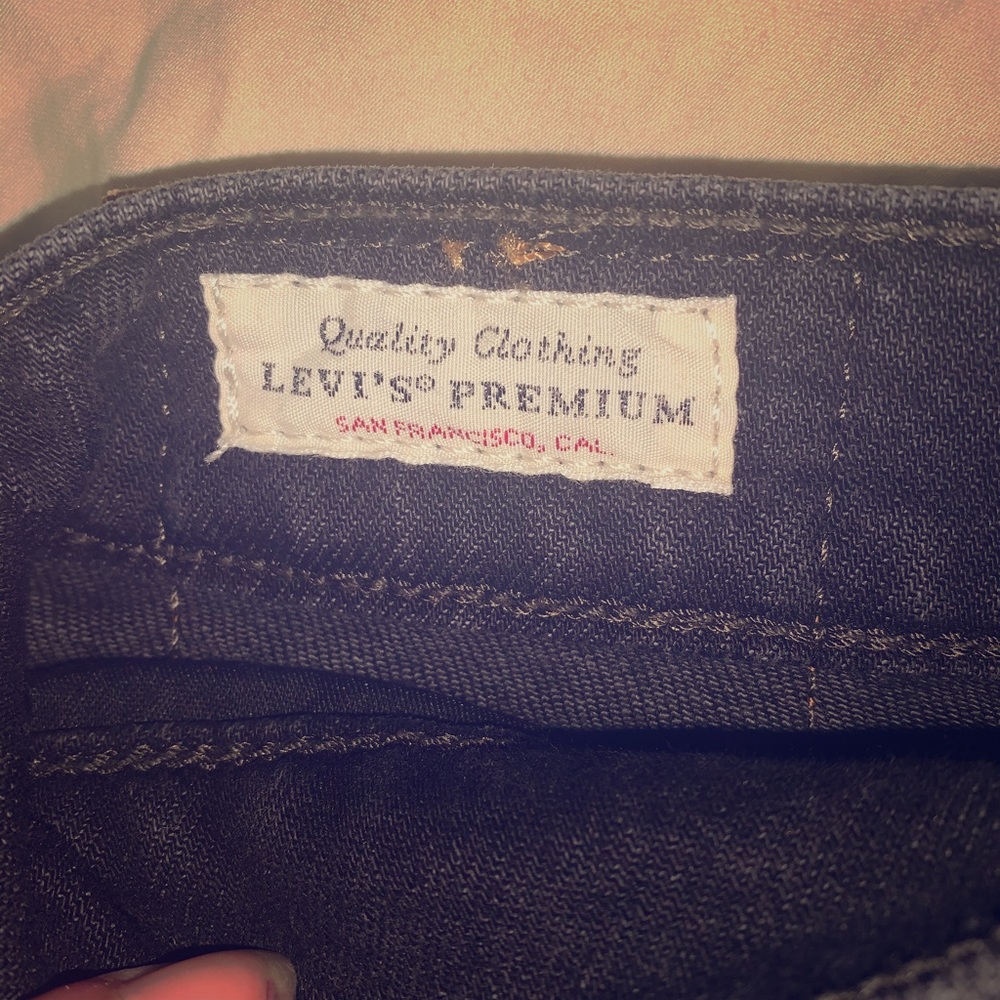 Quality Clothing
LEVI'S® PREMIUM
SAN FRANCISCO, CAL.